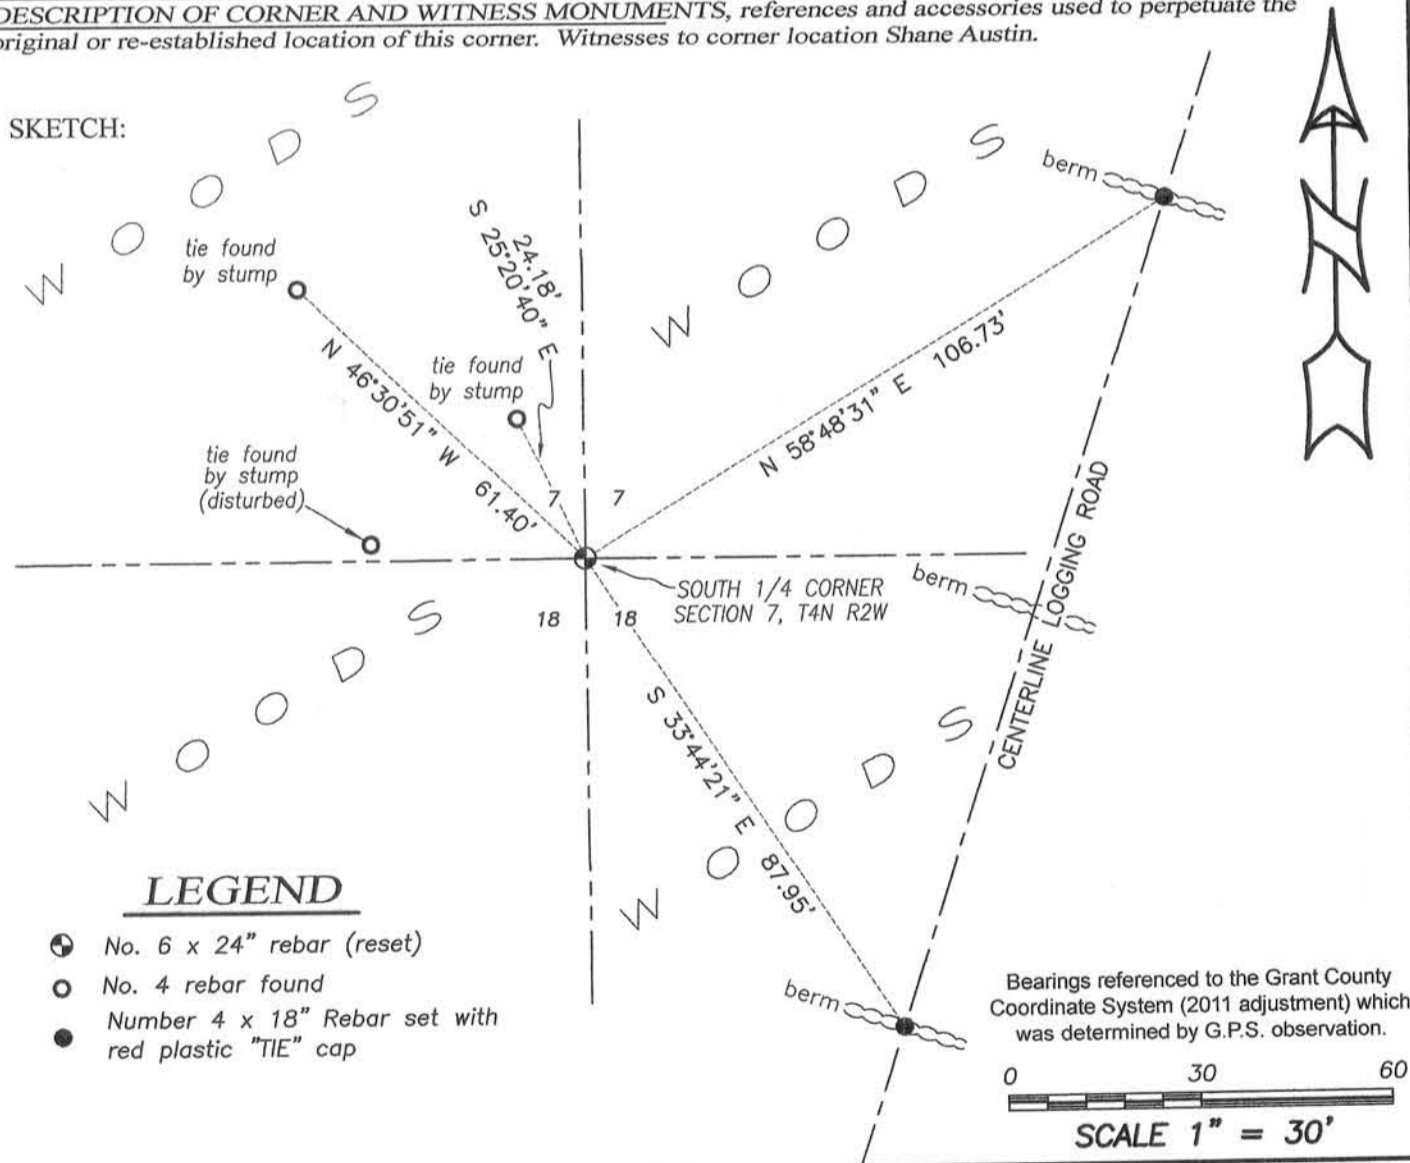 DESCRIPTION OF CORNER AND WITNESS MONUMENTS, references and accessories used to perpetuate the
original or re-established location of this corner. Witnesses to corner location Shane Austin.
SKETCH:
WOODS
WOODS
berm
tie found
by stump
24.18'
S 25°20'40" E
N 46°30'51" W 61.40'
tie found
by stump
N 58°48'31" E 106.73'
tie found
by stump
(disturbed)
7 7
18 18
SOUTH 1/4 CORNER
SECTION 7, T4N R2W
berm
CENTERLINE LOGGING ROAD
WOODS
S 33°44'21" E 87.95'
WOODS
berm
N
LEGEND
No. 6 x 24" rebar (reset)
No. 4 rebar found
Number 4 x 18" Rebar set with
red plastic "TIE" cap
Bearings referenced to the Grant County
Coordinate System (2011 adjustment) which
was determined by G.P.S. observation.
0 30 60
SCALE 1" = 30'